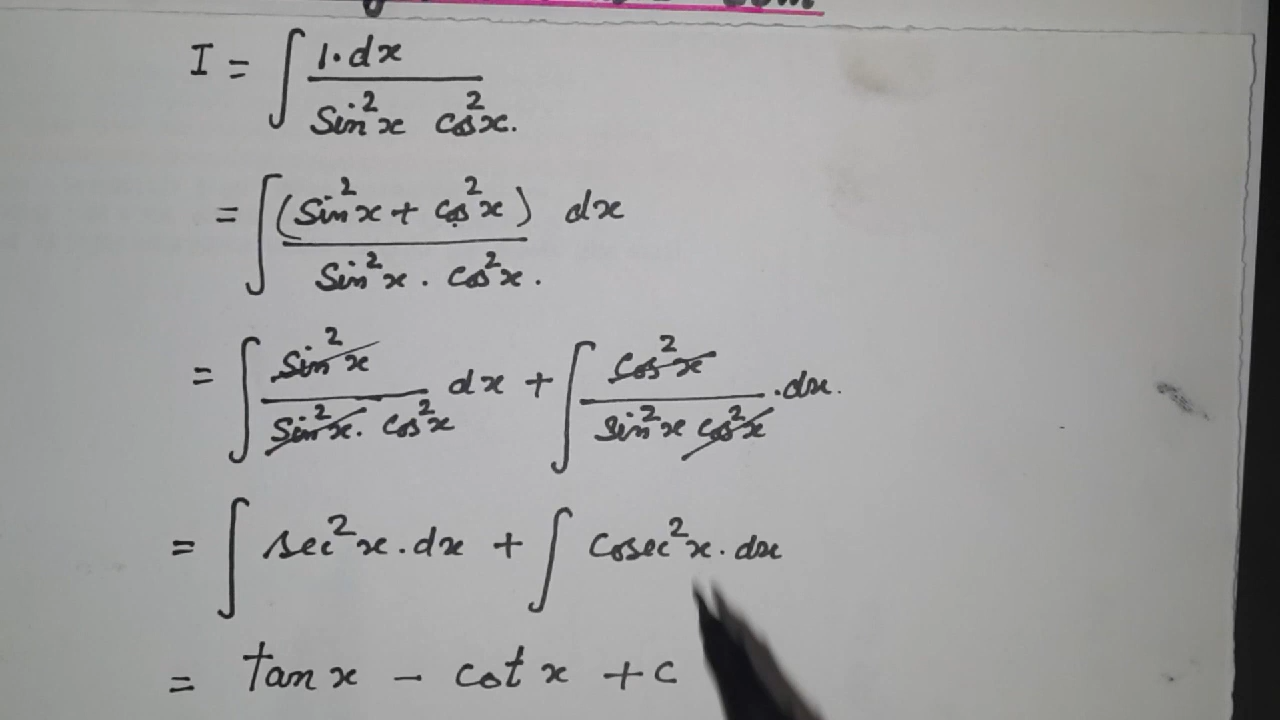 I = ∫ 1·dx / Sin²x cos²x.
= ∫ (Sin²x + cos²x) / Sin²x . cos²x. dx
= ∫ Sin²x / Sin²x. cos²x dx + ∫ cos²x / Sin²x cos²x .dx.
= ∫ sec²x.dx + ∫ cosec²x.dx
= tan x - cot x + c